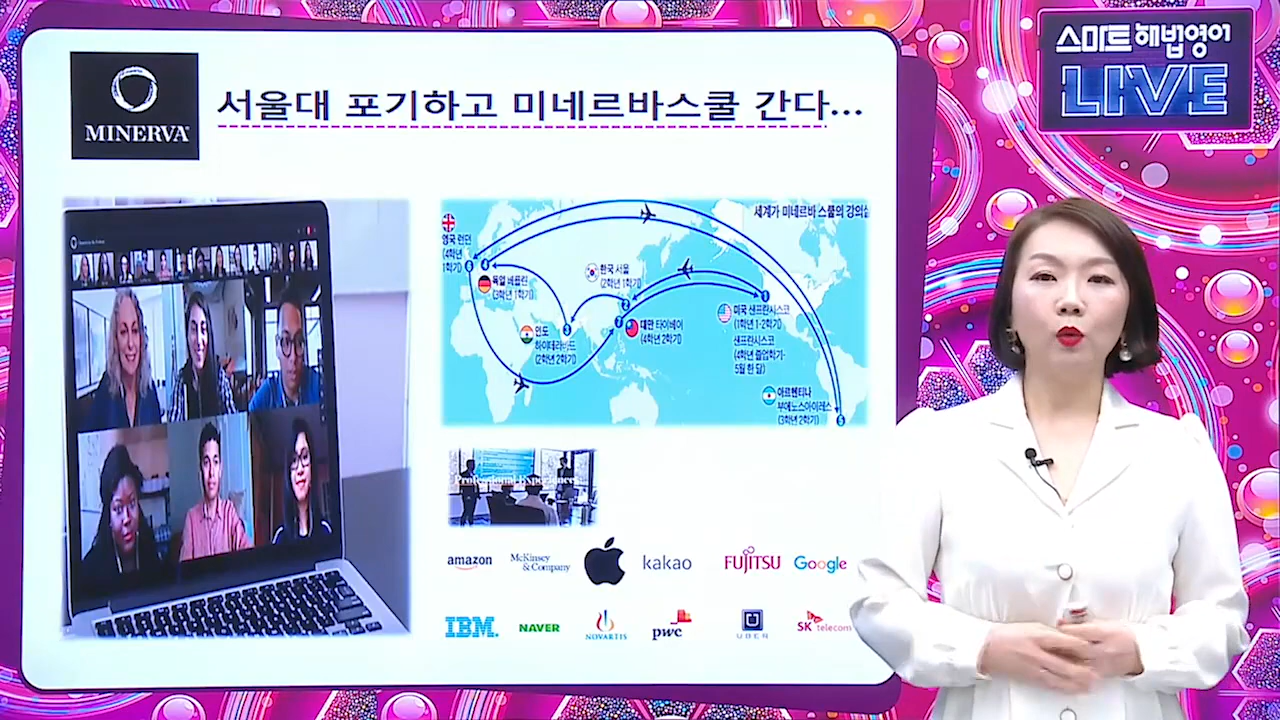 스마트 해법영어
LIVE
MINERVA
서울대 포기하고 미네르바스쿨 간다...
세계가 미네르바 스쿨의 강의실
영국 런던
(4학년
1학기)
6
4
독일 베를린
(3학년 1학기)
한국 서울
(2학년 1학기)
2
1
미국 샌프란시스코
(1학년 1·2학기)
샌프란시스코
(4학년 졸업학기·
5월 한 달)
인도
하이데라바드
(2학년 2학기)
3
7
대만 타이베이
(4학년 2학기)
아르헨티나
부에노스아이레스
(3학년 2학기)
5
Professional Experiences
amazon
McKinsey
& Company
kakao
FUJITSU
Google
IBM.
NAVER
NOVARTIS
pwc
UBER
SK telecom